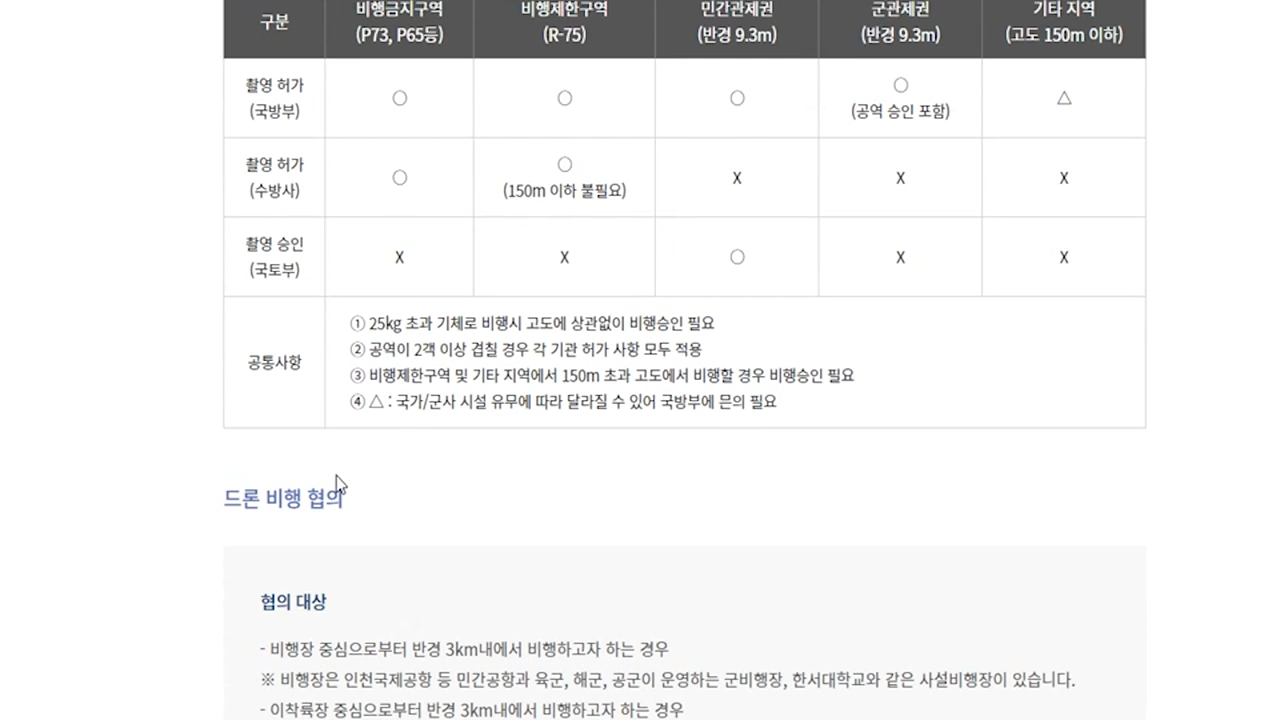 구분 비행금지구역 (P73, P65등) 비행제한구역 (R-75) 민간관제권 (반경 9.3m) 군관제권 (반경 9.3m) 기타 지역 (고도 150m 이하)
촬영 허가 (국방부) ○ ○ ○ ○ (공역 승인 포함) △
촬영 허가 (수방사) ○ ○ (150m 이하 불필요) X X X
촬영 승인 (국토부) X X ○ X X
공통사항
① 25kg 초과 기체로 비행시 고도에 상관없이 비행승인 필요
② 공역이 2객 이상 겹칠 경우 각 기관 허가 사항 모두 적용
③ 비행제한구역 및 기타 지역에서 150m 초과 고도에서 비행할 경우 비행승인 필요
④ △ : 국가/군사 시설 유무에 따라 달라질 수 있어 국방부에 믄의 필요
드론 비행 협의
협의 대상
- 비행장 중심으로부터 반경 3km내에서 비행하고자 하는 경우
※ 비행장은 인천국제공항 등 민간공항과 육군, 해군, 공군이 운영하는 군비행장, 한서대학교와 같은 사설비행장이 있습니다.
- 이착륙장 중심으로부터 반경 3km내에서 비행하고자 하는 경우